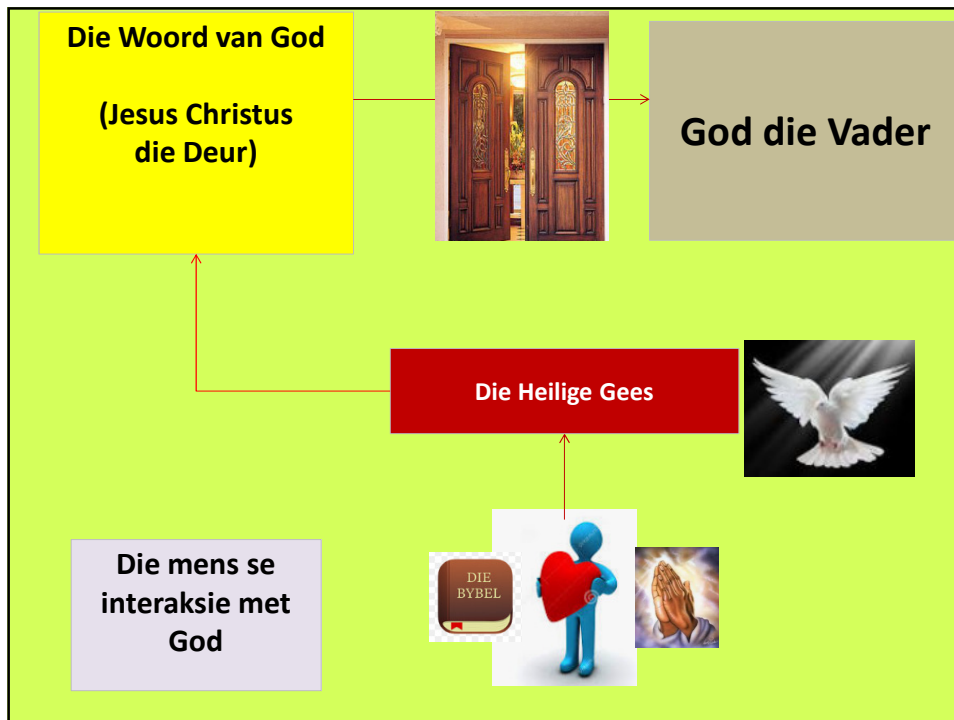 Die Woord van God
(Jesus Christus
die Deur)
God die Vader
Die Heilige Gees
Die mens se
interaksie met
God
DIE
BYBEL